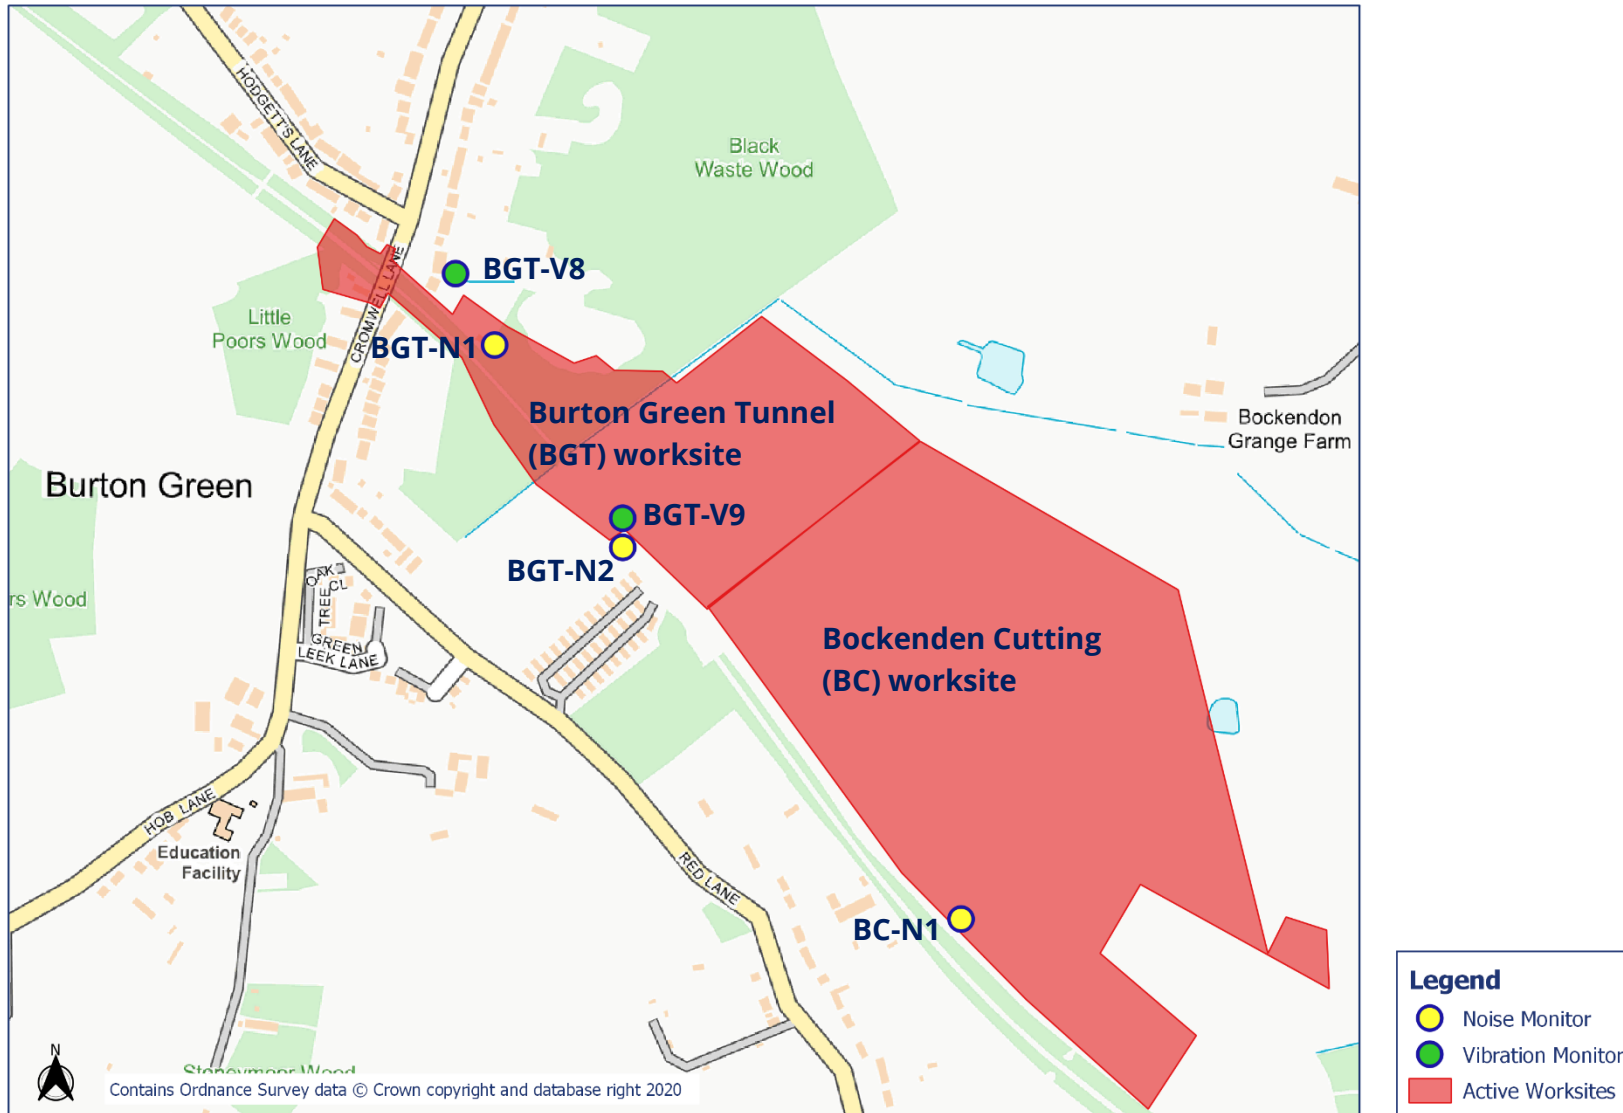 HODGETT'S LANE
Black
Waste Wood
BGT-V8
CROMWELL LANE
Little
Poors Wood
BGT-N1
Burton Green Tunnel
(BGT) worksite
Bockendon
Grange Farm
Burton Green
BGT-V9
BGT-N2
OAK
TREE
CL
rs Wood
GREEN
LEEK LANE
Bockenden Cutting
(BC) worksite
HOB LANE
Education
Facility
RED LANE
BC-N1
Legend
Noise Monitor
Vibration Monitor
Active Worksites
N
Stoneymoor Wood
Contains Ordnance Survey data © Crown copyright and database right 2020